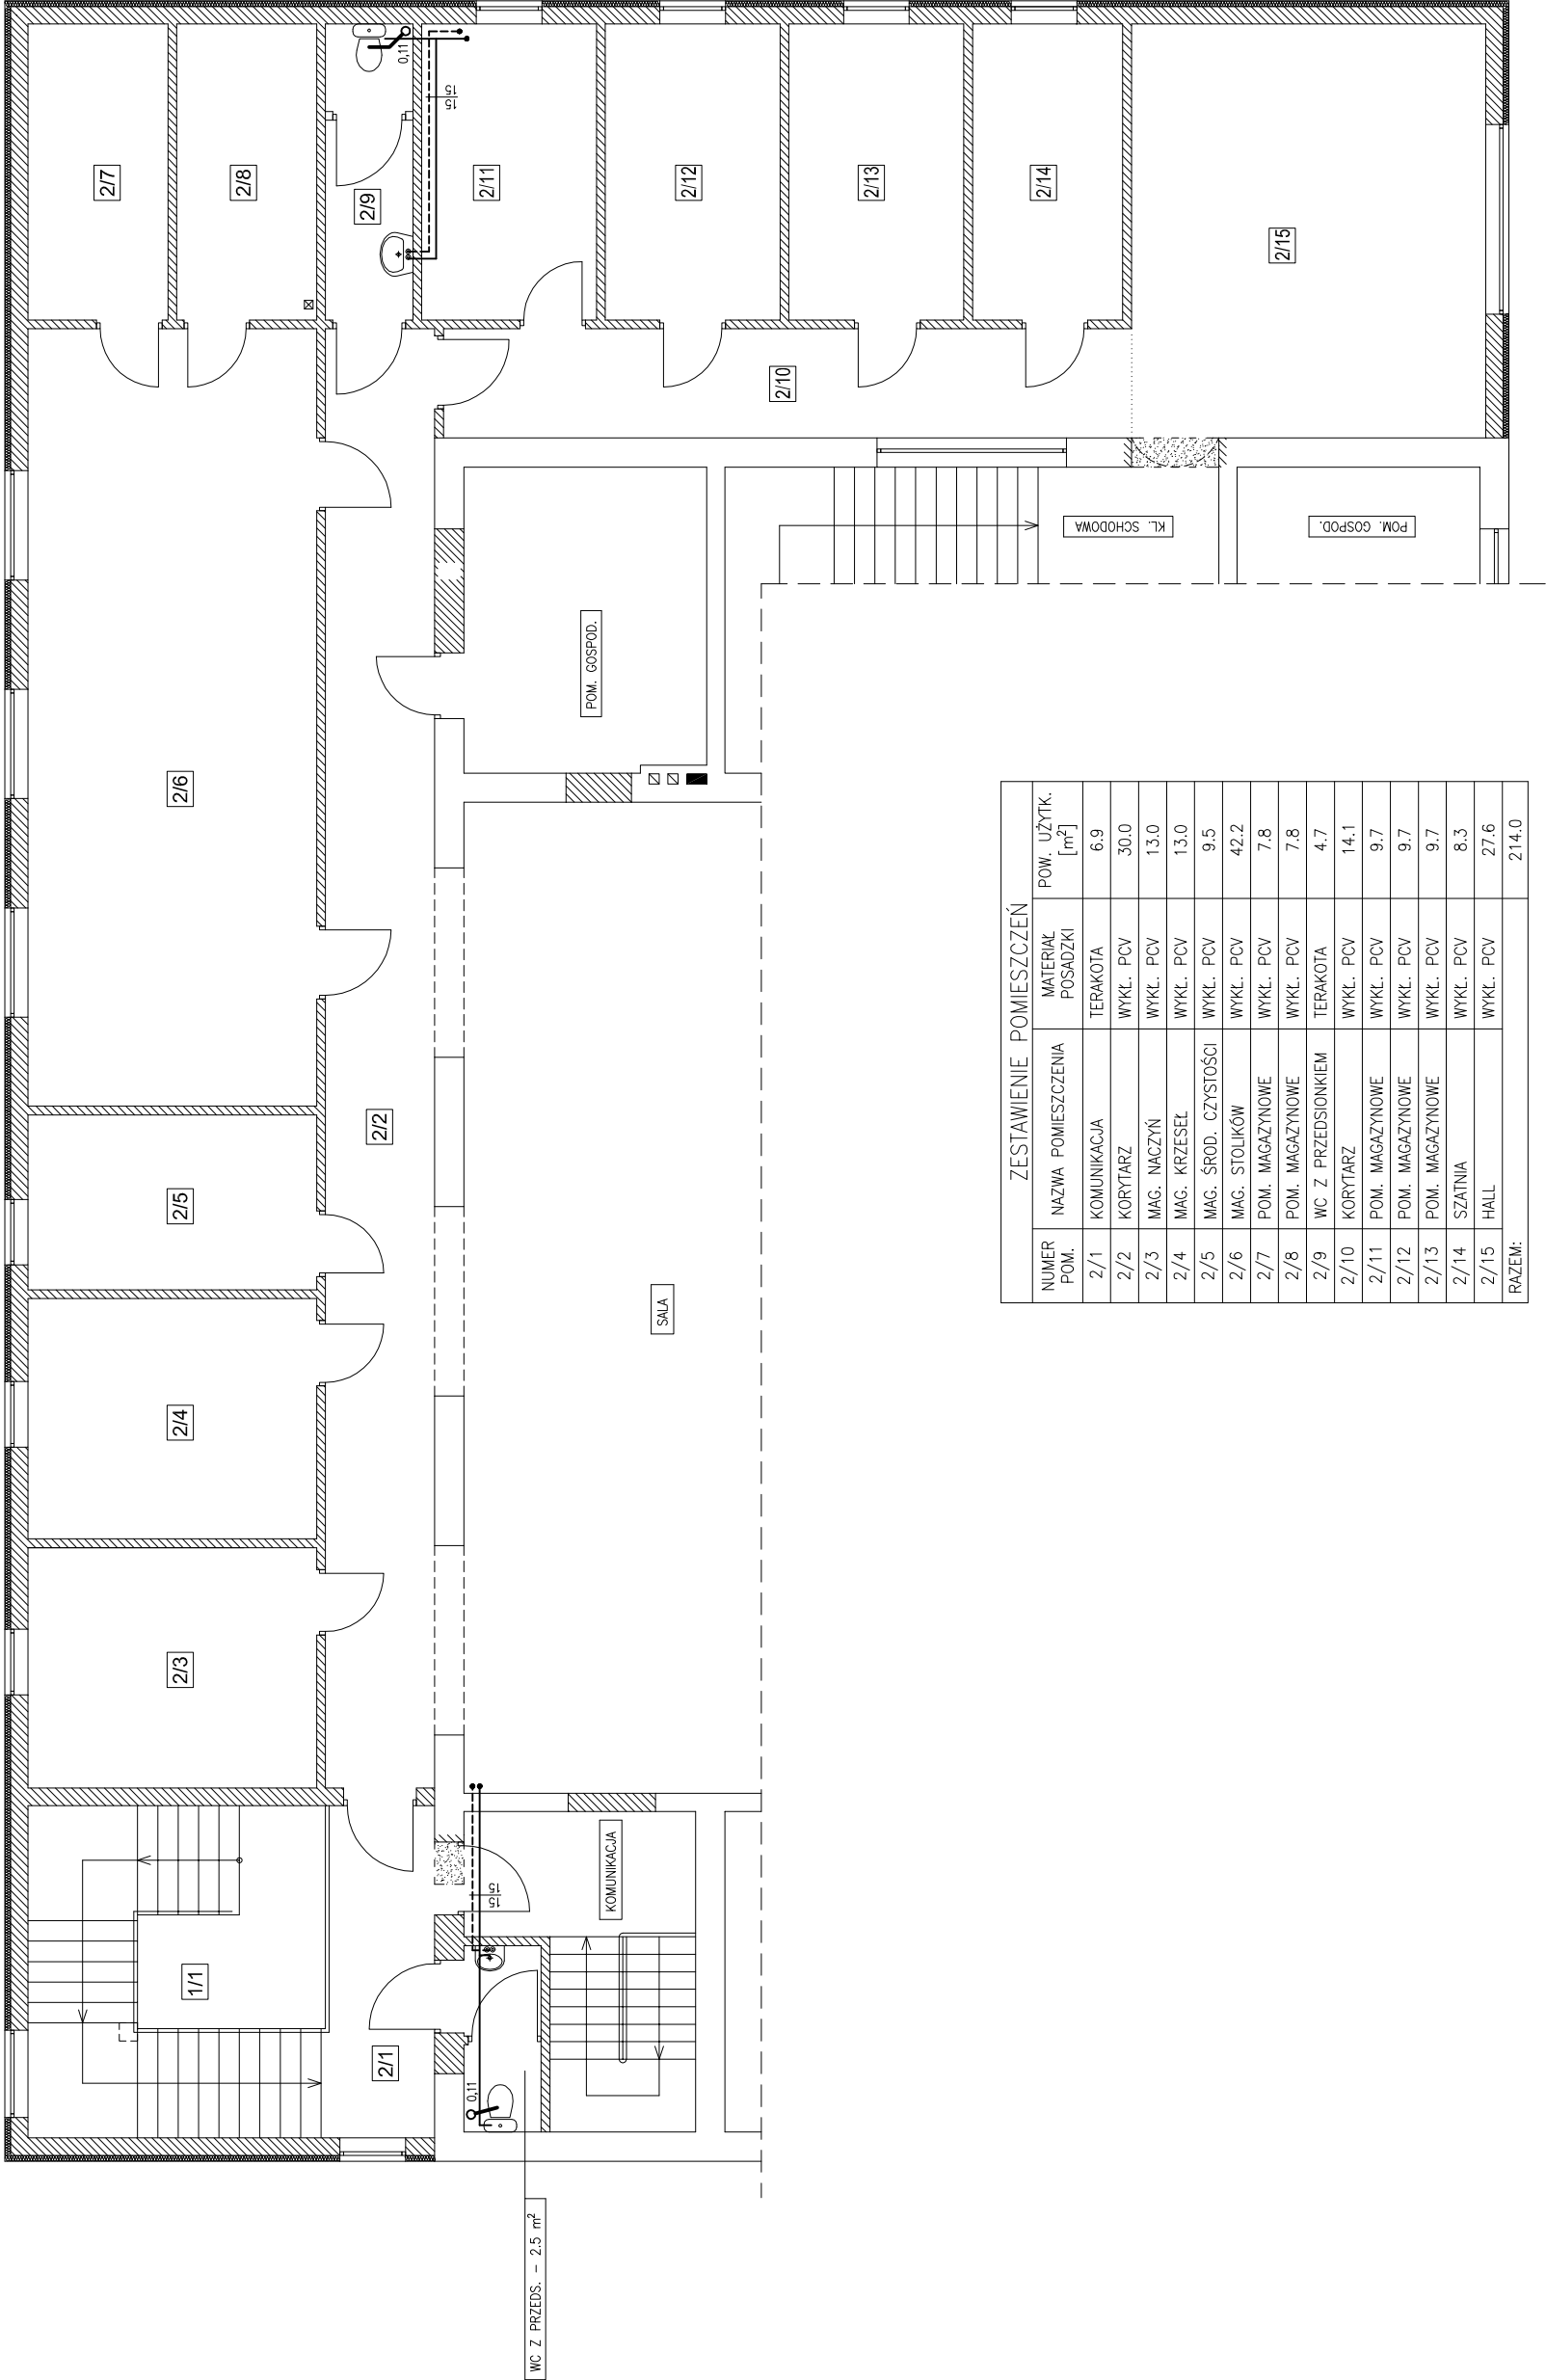 2/7
2/8
2/9
0,11
15
15
2/11
2/12
2/13
2/14
2/15
2/10
2/6
2/5
2/4
2/3
2/2
1/1
2/1
POM. GOSPOD.
KL. SCHODOWA
POM. GOSPOD.
SALA
KOMUNIKACJA
15
15
0,11
WC Z PRZEDS. – 2.5 m²
ZESTAWIENIE POMIESZCZEŃ
NUMER POM. NAZWA POMIESZCZENIA MATERIAŁ POSADZKI POW. UŻYTK. [m²]
2/1 KOMUNIKACJA TERAKOTA 6.9
2/2 KORYTARZ WYKŁ. PCV 30.0
2/3 MAG. NACZYŃ WYKŁ. PCV 13.0
2/4 MAG. KRZESEŁ WYKŁ. PCV 13.0
2/5 MAG. ŚROD. CZYSTOŚCI WYKŁ. PCV 9.5
2/6 MAG. STOLIKÓW WYKŁ. PCV 42.2
2/7 POM. MAGAZYNOWE WYKŁ. PCV 7.8
2/8 POM. MAGAZYNOWE WYKŁ. PCV 7.8
2/9 WC Z PRZEDSIONKIEM TERAKOTA 4.7
2/10 KORYTARZ WYKŁ. PCV 14.1
2/11 POM. MAGAZYNOWE WYKŁ. PCV 9.7
2/12 POM. MAGAZYNOWE WYKŁ. PCV 9.7
2/13 POM. MAGAZYNOWE WYKŁ. PCV 9.7
2/14 SZATNIA WYKŁ. PCV 8.3
2/15 HALL WYKŁ. PCV 27.6
RAZEM: 214.0